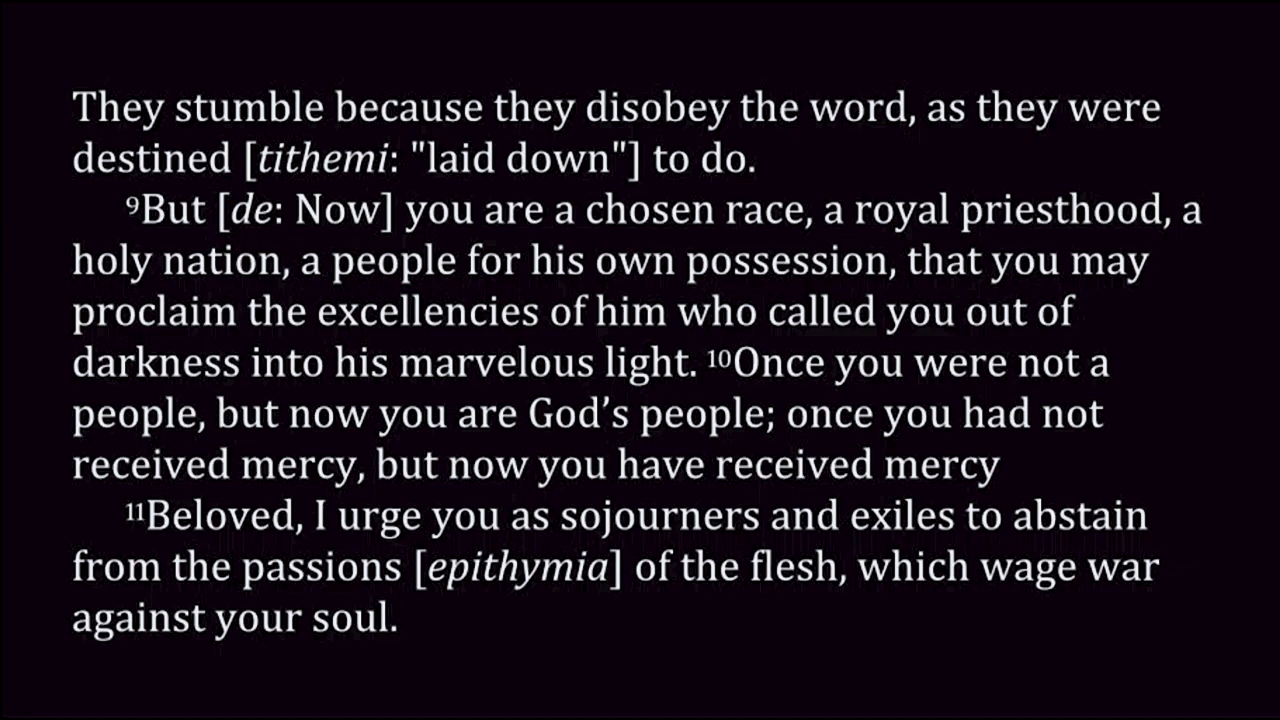 They stumble because they disobey the word, as they were
destined [tithemi: "laid down"] to do.
⁹But [de: Now] you are a chosen race, a royal priesthood, a
holy nation, a people for his own possession, that you may
proclaim the excellencies of him who called you out of
darkness into his marvelous light. ¹⁰Once you were not a
people, but now you are God’s people; once you had not
received mercy, but now you have received mercy
¹¹Beloved, I urge you as sojourners and exiles to abstain
from the passions [epithymia] of the flesh, which wage war
against your soul.